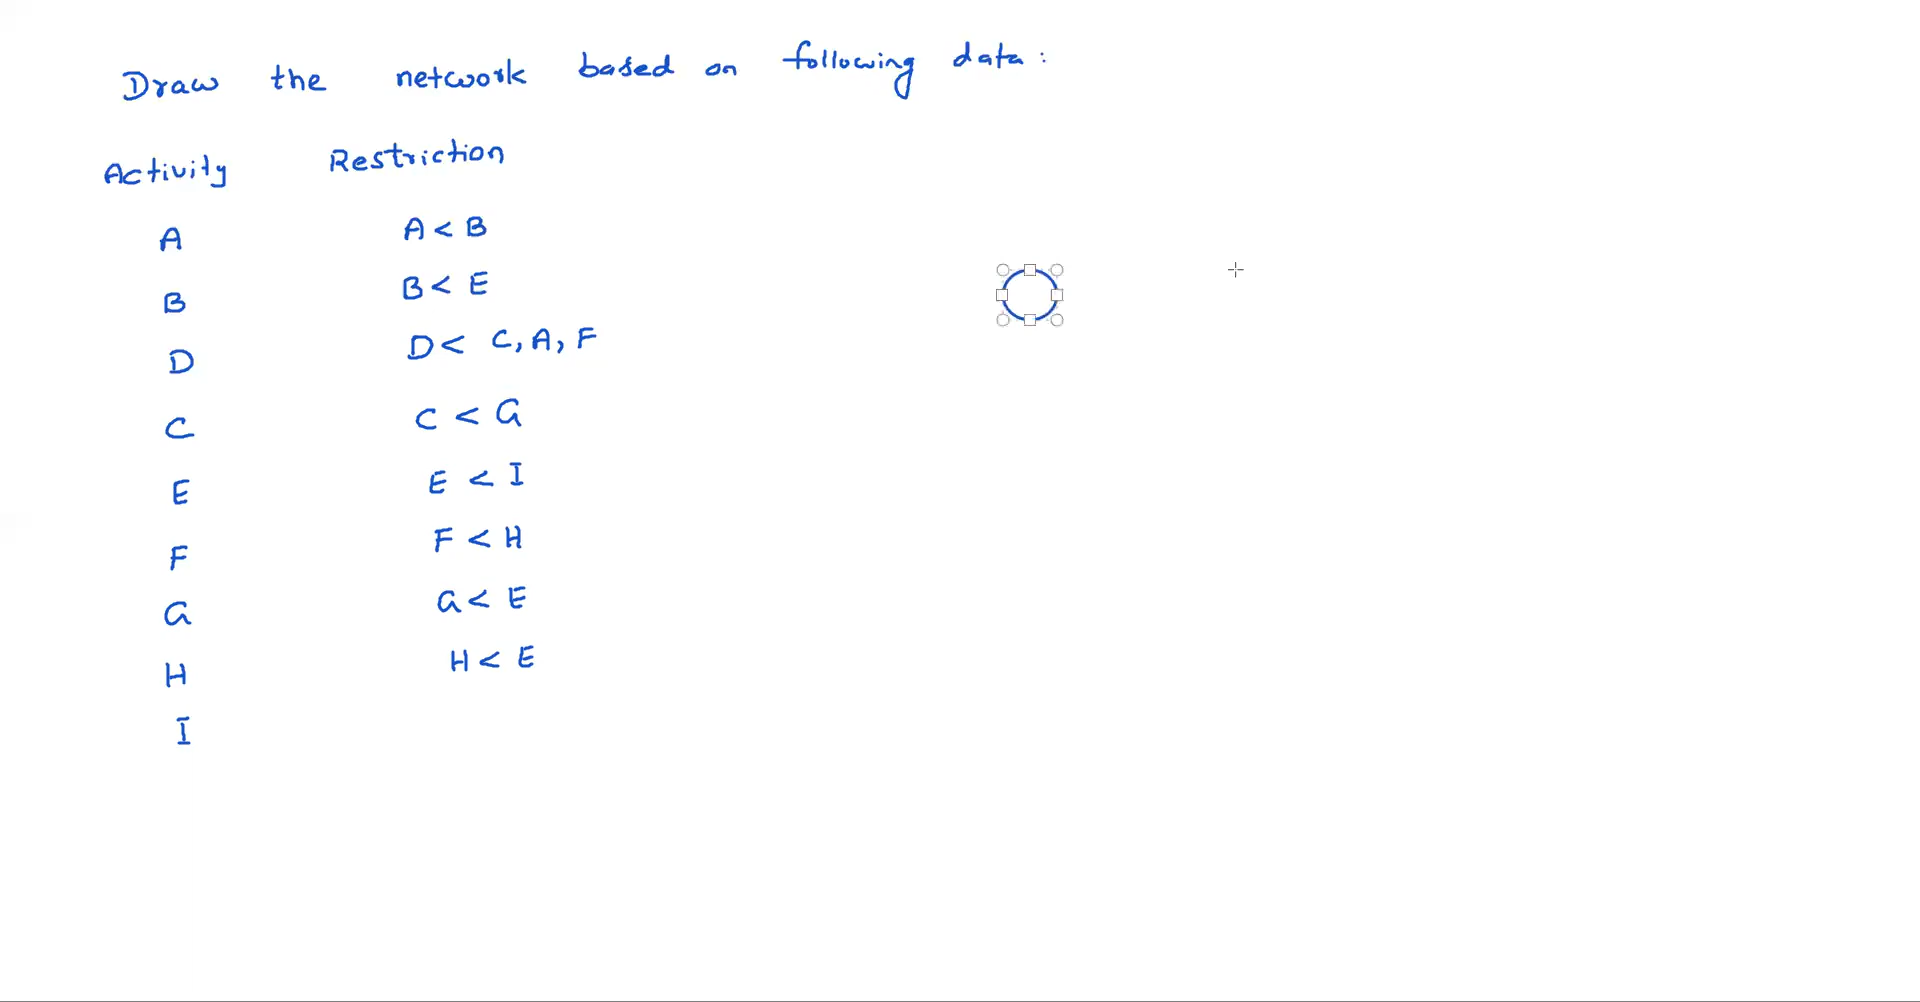 Draw the network based on following data:
Activity Restriction
A A < B
B B < E
D D < C, A, F
C C < G
E E < I
F F < H
G G < E
H H < E
I